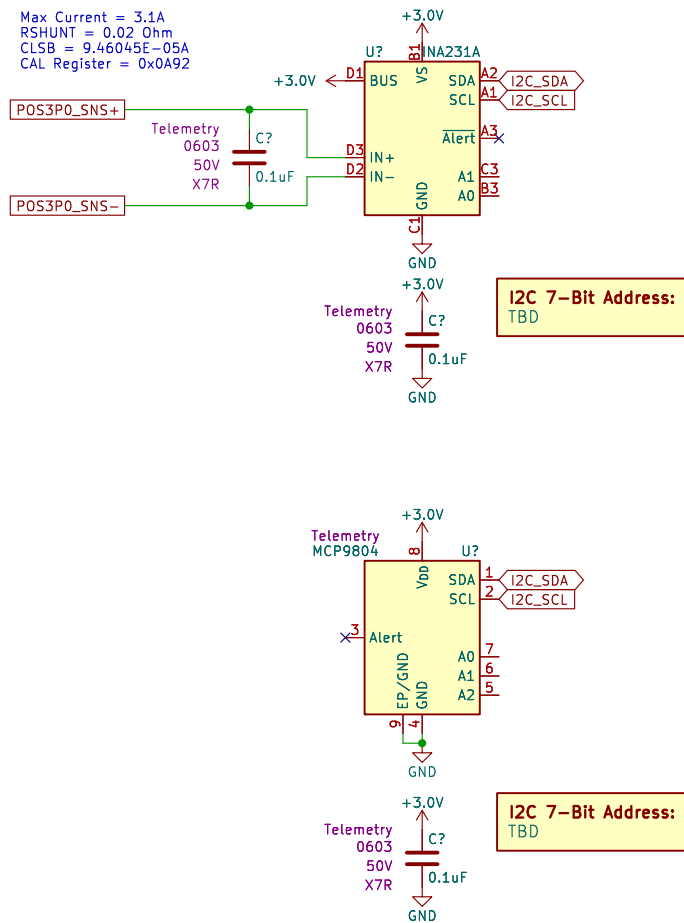 Max Current = 3.1A
RSHUNT = 0.02 Ohm
CLSB = 9.46045E-05A
CAL Register = 0x0A92
+3.0V
U?
INA231A
B1
VS
+3.0V
D1
BUS
SDA
A2
I2C_SDA
SCL
A1
I2C_SCL
POS3P0_SNS+
Telemetry
0603
50V
X7R
C?
0.1uF
Alert
A3
D3
IN+
D2
IN-
A1
C3
A0
B3
POS3P0_SNS-
GND
C1
GND
+3.0V
Telemetry
0603
50V
X7R
C?
0.1uF
GND
I2C 7-Bit Address:
TBD
+3.0V
Telemetry
MCP9804
U?
8
VDD
SDA
1
I2C_SDA
SCL
2
I2C_SCL
3
Alert
A0
7
A1
6
A2
5
EP/GND
GND
9
4
GND
+3.0V
Telemetry
0603
50V
X7R
C?
0.1uF
GND
I2C 7-Bit Address:
TBD